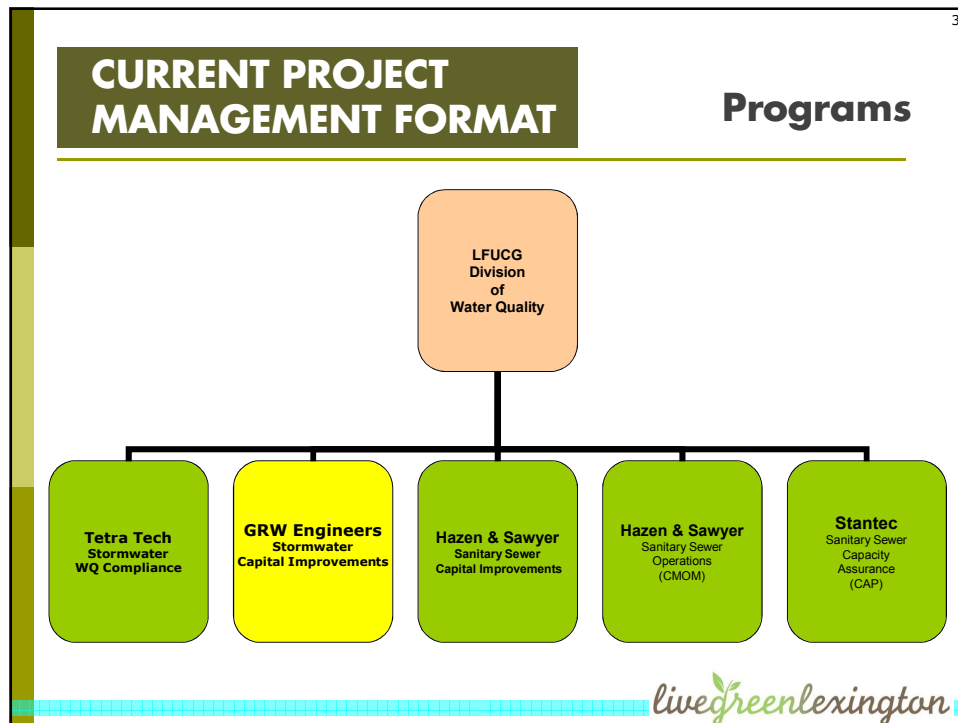 3
CURRENT PROJECT
MANAGEMENT FORMAT
Programs
LFUCG
Division
of
Water Quality
Tetra Tech
Stormwater
WQ Compliance
GRW Engineers
Stormwater
Capital Improvements
Hazen & Sawyer
Sanitary Sewer
Capital Improvements
Hazen & Sawyer
Sanitary Sewer
Operations
(CMOM)
Stantec
Sanitary Sewer
Capacity
Assurance
(CAP)
livegreenlexington